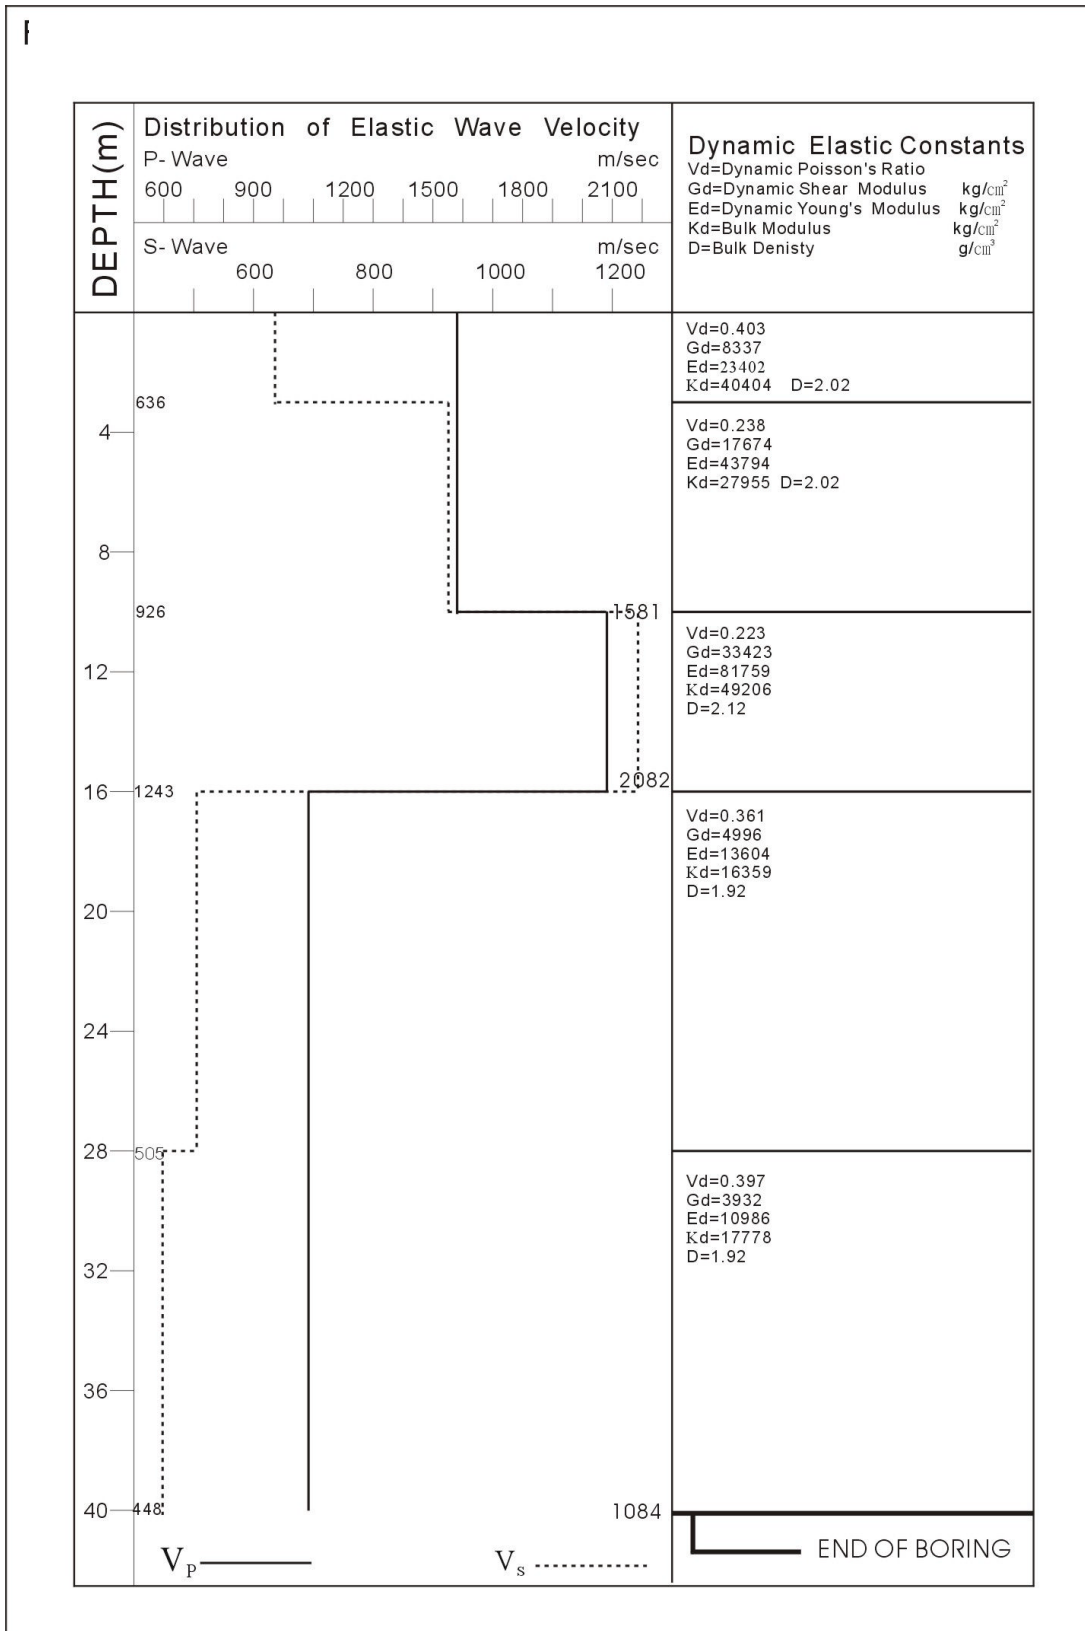 DEPTH(m)
Distribution of Elastic Wave Velocity
P- Wave m/sec
600 900 1200 1500 1800 2100
S- Wave m/sec
600 800 1000 1200
Dynamic Elastic Constants
Vd=Dynamic Poisson's Ratio
Gd=Dynamic Shear Modulus kg/cm²
Ed=Dynamic Young's Modulus kg/cm²
Kd=Bulk Modulus kg/cm²
D=Bulk Denisty g/cm³
Vd=0.403
Gd=8337
Ed=23402
Kd=40404 D=2.02
636
4
Vd=0.238
Gd=17674
Ed=43794
Kd=27955 D=2.02
8
926 1581
Vd=0.223
Gd=33423
Ed=81759
Kd=49206
D=2.12
12
2082
16 1243
Vd=0.361
Gd=4996
Ed=13604
Kd=16359
D=1.92
20
24
28 505
Vd=0.397
Gd=3932
Ed=10986
Kd=17778
D=1.92
32
36
40 448 1084
END OF BORING
VP Vs